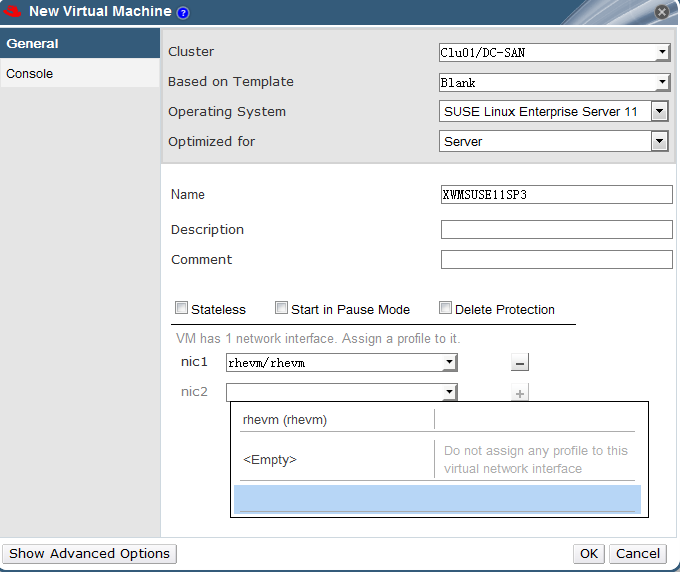 New Virtual Machine ?
General
Console
Cluster Clu01/DC-SAN
Based on Template Blank
Operating System SUSE Linux Enterprise Server 11
Optimized for Server
Name XWMSUSE11SP3
Description
Comment
Stateless Start in Pause Mode Delete Protection
VM has 1 network interface. Assign a profile to it.
nic1 rhevm/rhevm
nic2
rhevm (rhevm)
<Empty> Do not assign any profile to this
virtual network interface
Show Advanced Options OK Cancel